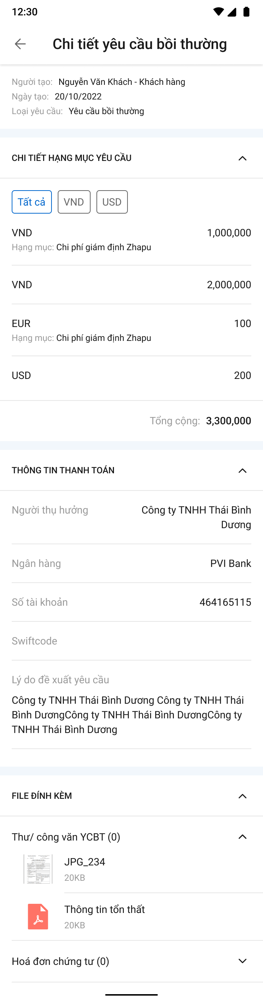 12:30
Chi tiết yêu cầu bồi thường
Người tạo: Nguyễn Văn Khách - Khách hàng
Ngày tạo: 20/10/2022
Loại yêu cầu: Yêu cầu bồi thường
CHI TIẾT HẠNG MỤC YÊU CẦU
Tất cả VND USD
VND 1,000,000
Hạng mục: Chi phí giám định Zhapu
VND 2,000,000
EUR 100
Hạng mục: Chi phí giám định Zhapu
USD 200
Tổng cộng: 3,300,000
THÔNG TIN THANH TOÁN
Người thụ hưởng Công ty TNHH Thái Bình
Dương
Ngân hàng PVI Bank
Số tài khoản 464165115
Swiftcode
Lý do đề xuất yêu cầu
Công ty TNHH Thái Bình Dương Công ty TNHH Thái
Bình DươngCông ty TNHH Thái Bình DươngCông ty
TNHH Thái Bình Dương
FILE ĐÍNH KÈM
Thư/ công văn YCBT (0)
JPG_234
20KB
Thông tin tổn thất
20KB
Hoá đơn chứng tư (0)